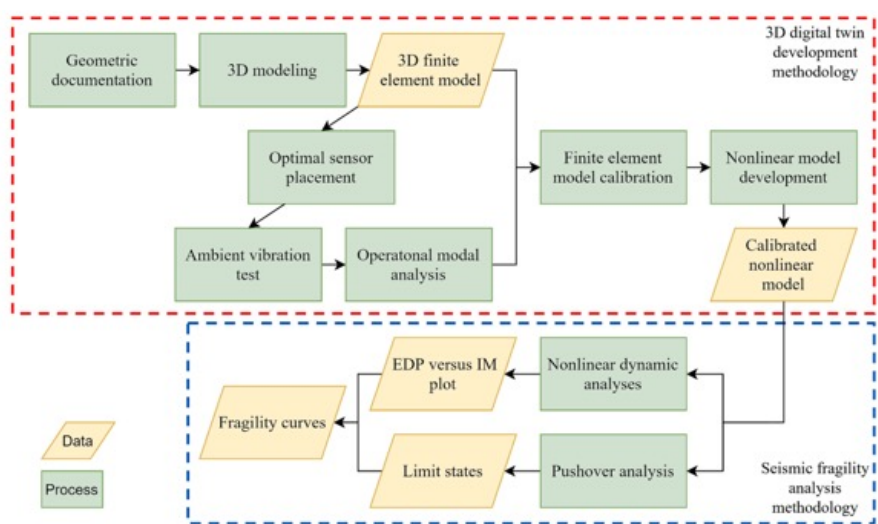 Geometric
documentation
3D modeling
3D finite
element model
3D digital twin
development
methodology
Optimal sensor
placement
Finite element
model calibration
Nonlinear model
development
Ambient vibration
test
Operatonal modal
analysis
Calibrated
nonlinear
model
EDP versus IM
plot
Nonlinear dynamic
analyses
Fragility curves
Limit states
Pushover analysis
Seismic fragility
analysis
methodology
Data
Process